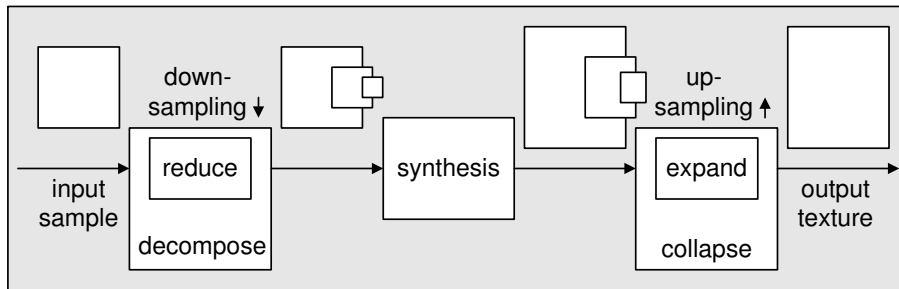 down-
sampling
up-
sampling
reduce
synthesis
expand
input
sample
output
texture
decompose
collapse